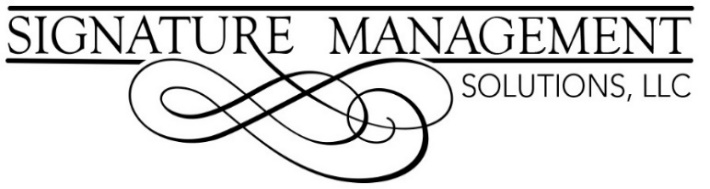 SIGNATURE MANAGEMENT
SOLUTIONS, LLC